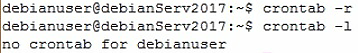 debianuser@debianServ2017:~$ crontab -r
debianuser@debianServ2017:~$ crontab -l
no crontab for debianuser